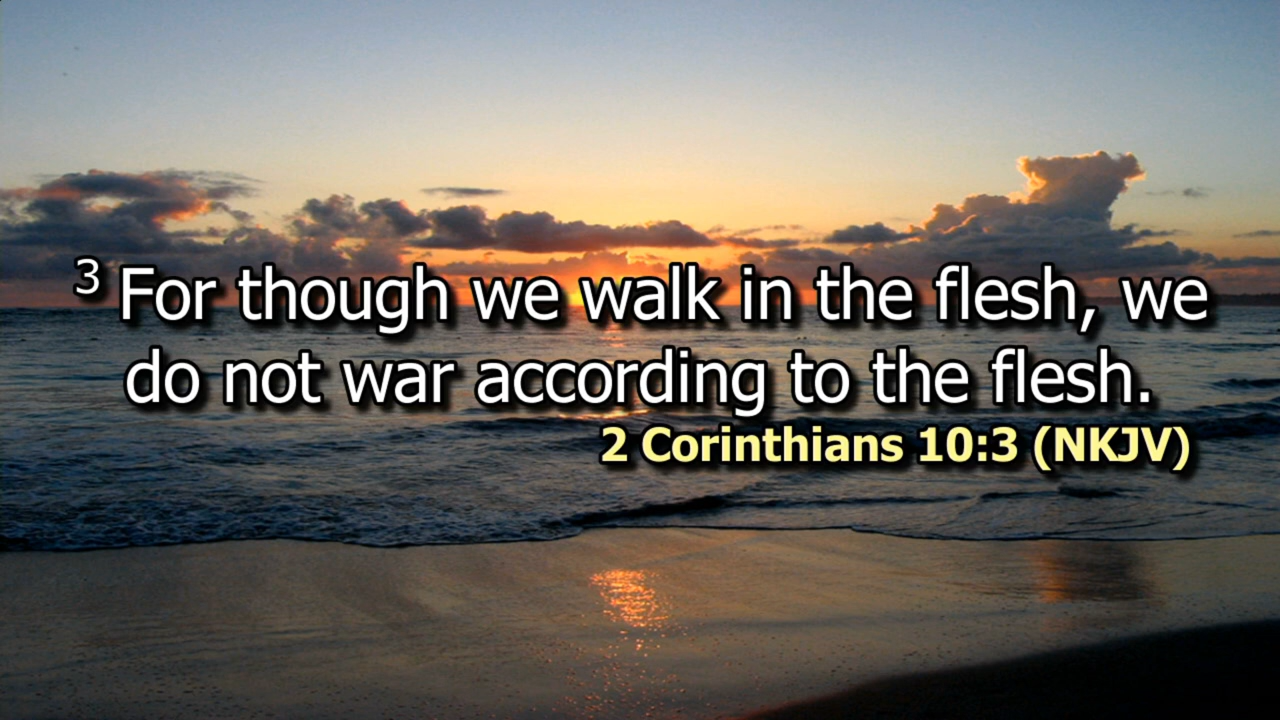 3 For though we walk in the flesh, we
do not war according to the flesh.
2 Corinthians 10:3 (NKJV)